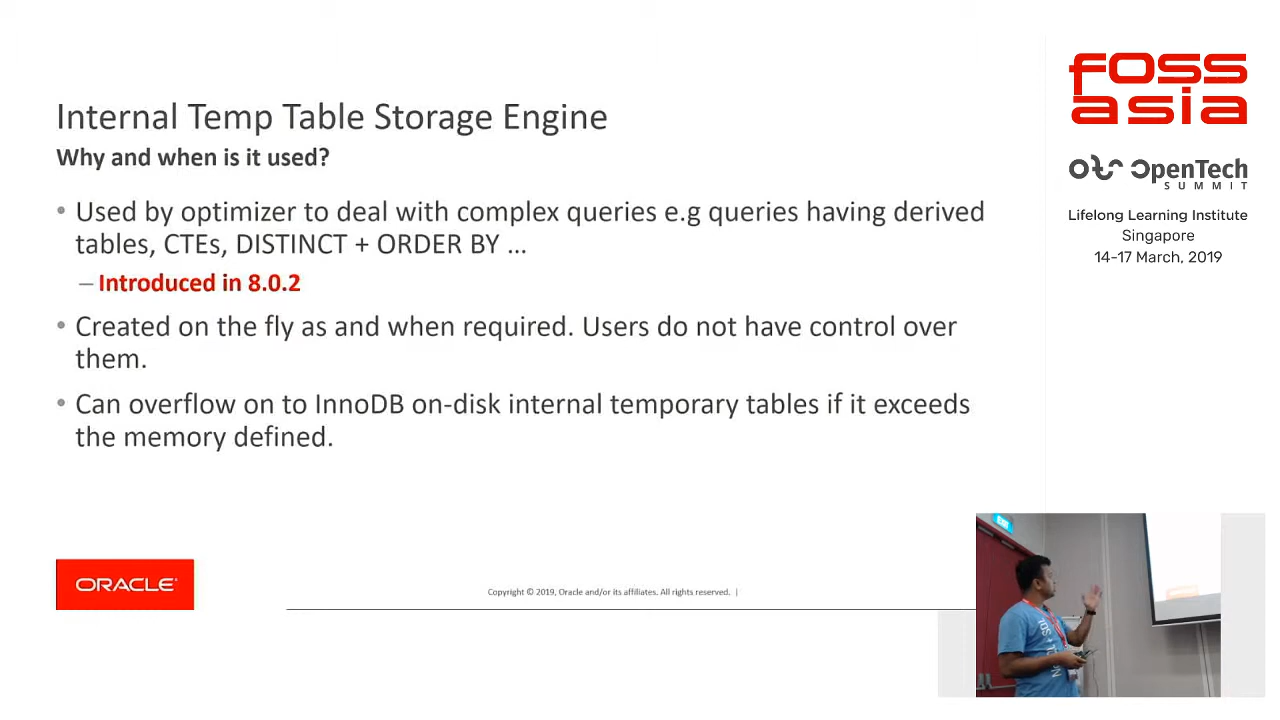 Internal Temp Table Storage Engine
Why and when is it used?
• Used by optimizer to deal with complex queries e.g queries having derived
tables, CTEs, DISTINCT + ORDER BY ...
– Introduced in 8.0.2
• Created on the fly as and when required. Users do not have control over
them.
• Can overflow on to InnoDB on-disk internal temporary tables if it exceeds
the memory defined.
ORACLE
Copyright © 2019, Oracle and/or its affiliates. All rights reserved. |
FOSS
asia
OpenTech
SUMMIT
Lifelong Learning Institute
Singapore
14-17 March, 2019
EXIT
FOSS